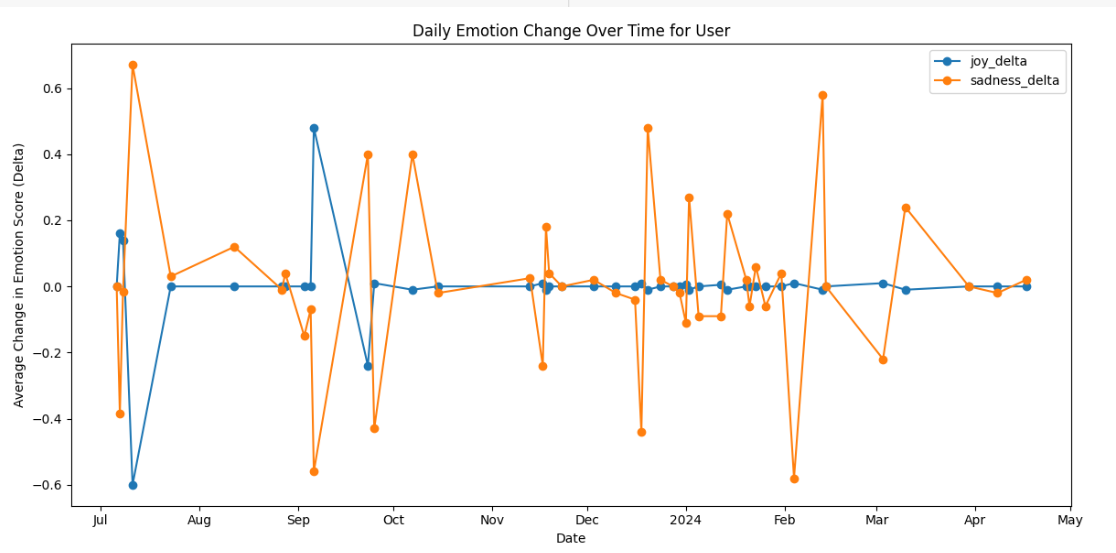 Daily Emotion Change Over Time for User
joy_delta
sadness_delta
Average Change in Emotion Score (Delta)
0.6
0.4
0.2
0.0
−0.2
−0.4
−0.6
Jul Aug Sep Oct Nov Dec 2024 Feb Mar Apr May
Date